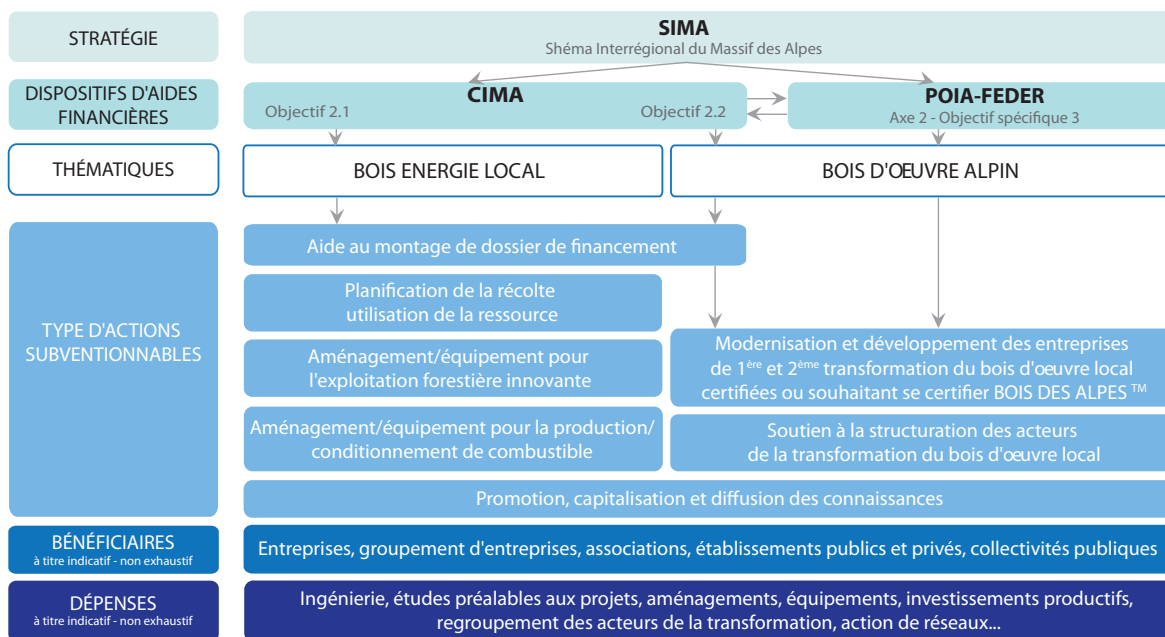 STRATÉGIE
SIMA
Shéma Interrégional du Massif des Alpes
DISPOSITIFS D'AIDES
FINANCIÈRES
CIMA
Objectif 2.1
Objectif 2.2
POIA-FEDER
Axe 2 - Objectif spécifique 3
THÉMATIQUES
BOIS ENERGIE LOCAL
BOIS D'ŒUVRE ALPIN
TYPE D'ACTIONS
SUBVENTIONNABLES
Aide au montage de dossier de financement
Planification de la récolte
utilisation de la ressource
Aménagement/équipement pour
l'exploitation forestière innovante
Aménagement/équipement pour la production/
conditionnement de combustible
Modernisation et développement des entreprises
de 1ère et 2ème transformation du bois d'oeuvre local
certifiées ou souhaitant se certifier BOIS DES ALPES ™
Soutien à la structuration des acteurs
de la transformation du bois d'œuvre local
Promotion, capitalisation et diffusion des connaissances
BÉNÉFICIAIRES
à titre indicatif - non exhaustif
Entreprises, groupement d'entreprises, associations, établissements publics et privés, collectivités publiques
DÉPENSES
à titre indicatif - non exhaustif
Ingénierie, études préalables aux projets, aménagements, équipements, investissements productifs,
regroupement des acteurs de la transformation, action de réseaux...